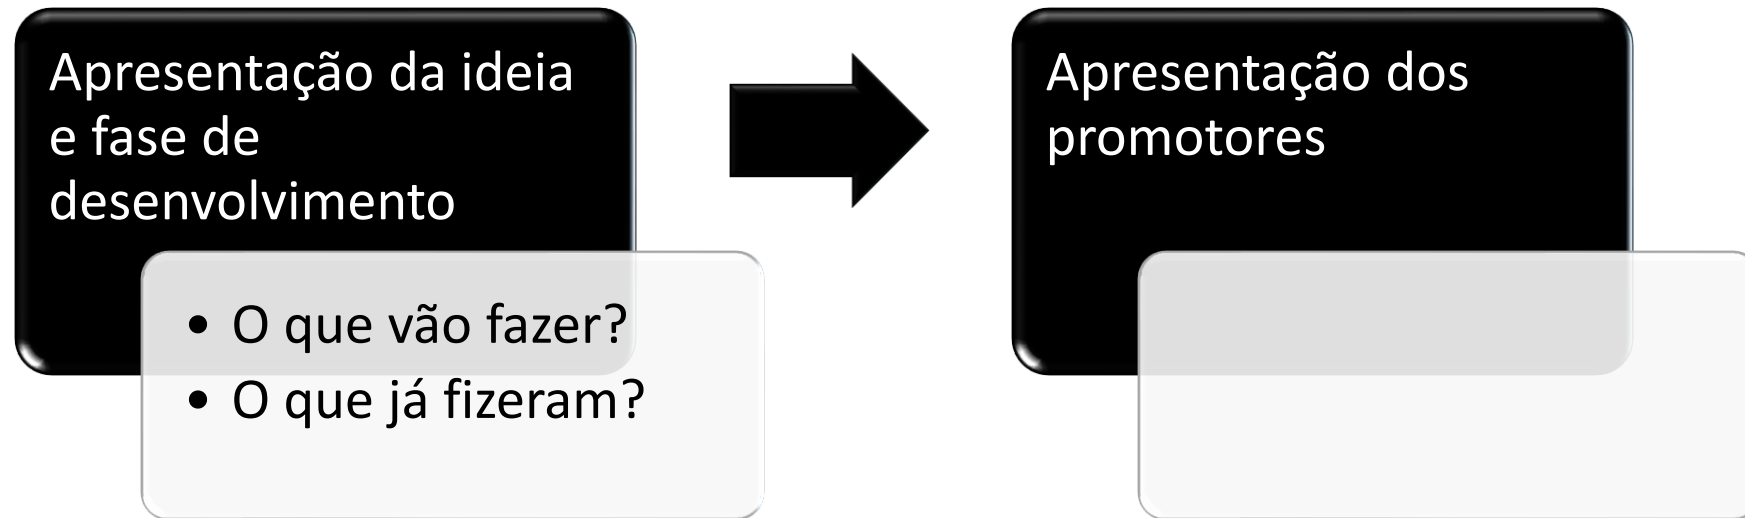 Apresentação da ideia
e fase de
desenvolvimento
• O que vão fazer?
• O que já fizeram?
Apresentação dos
promotores